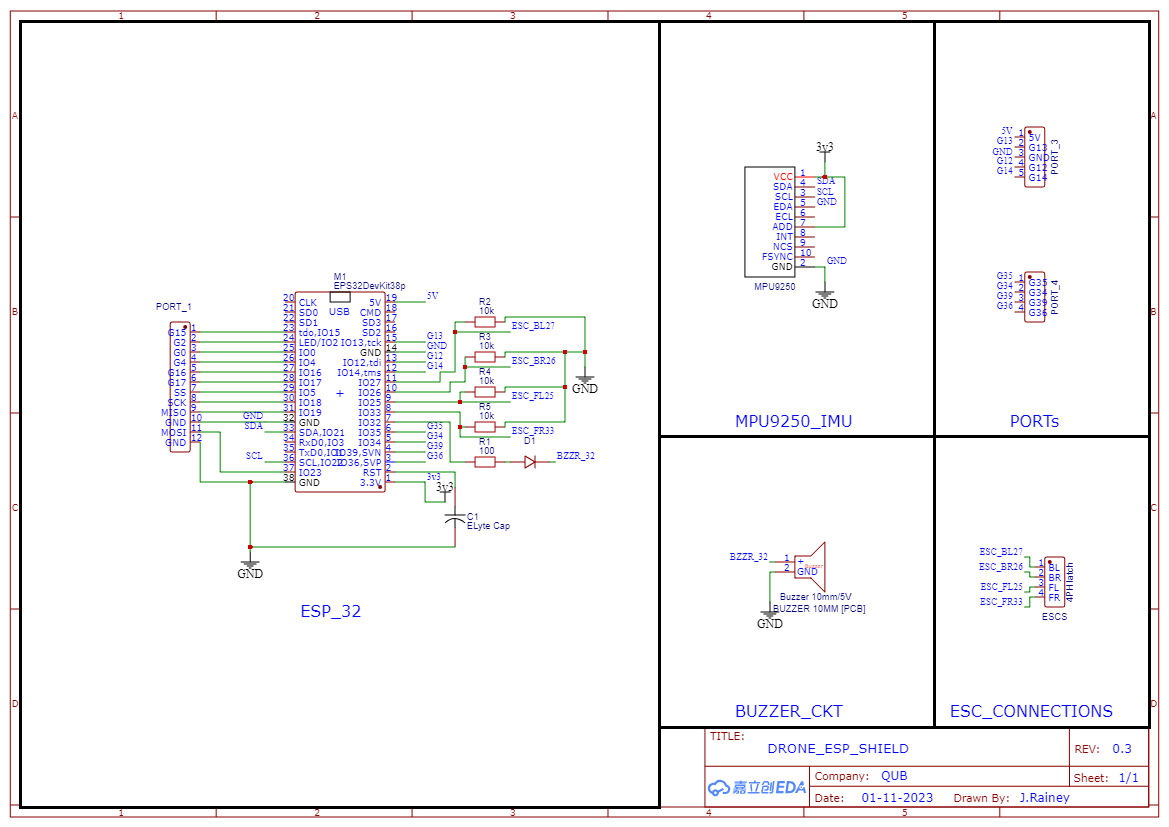 1 2 3 4 5
A B C D
M1
EPS32DevKit38p
USB
+
PORT_1
G15 1
G2 2
G0 3
G4 4
G16 5
G17 6
SS 7
SCK 8
MISO 9
GND 10
MOSI 11
GND 12
20 CLK
21 SD0
22 SD1
23 tdo,IO15
24 LED/IO2
25 IO0
26 IO4
27 IO16
28 IO17
29 IO5
30 IO18
31 IO19
32 GND
33 SDA,IO21
34 RxD0,IO3
35
36 SCL,IO22
37 IO23
38 GND
GND
SDA
SCL
5V 19
CMD 18
SD3 17
SD2 16
IO13,tck 15
GND 14
IO12,tdi 13
IO14,tms 12
IO27 11
IO26 10
IO25 9
IO33 8
IO32 7
IO35 6
IO34 5
IO39,SVN 4
IO36,SVP 3
RST 2
3.3V 1
5V
G13
GND
G12
G14
G35
G34
G39
G36
3v3
3v3
R2
10k
ESC_BL27
R3
10k
ESC_BR26
R4
10k
ESC_FL25
R5
10k
ESC_FR33
R1
100
D1
BZZR_32
GND
C1
ELyte Cap
GND
ESP_32
3v3
VCC 1
SDA 4
SCL 3
EDA 5
ECL 6
ADD 7
INT 8
NCS 9
FSYNC 10
GND 2
SDA
SCL
GND
GND
GND
MPU9250
MPU9250_IMU
5V 1 5V
G13 2 G13
GND 3 GND
G12 4 G12
G14 5 G14
PORT_3
G35 1 G35
G34 2 G34
G39 3 G39
G36 4 G36
PORT_4
PORTs
BZZR_32
1 +
2 GND
Buzzer
Buzzer 10mm/5V
BUZZER 10MM [PCB]
GND
BUZZER_CKT
ESC_BL27 1 BL
ESC_BR26 2 BR
ESC_FL25 3 FL
ESC_FR33 4 FR
ESCS
ESC_CONNECTIONS
TITLE:
DRONE_ESP_SHIELD
REV: 0.3
嘉立创EDA
Company: QUB
Sheet: 1/1
Date: 01-11-2023 Drawn By: J.Rainey
A B C D
1 2 3 4 5